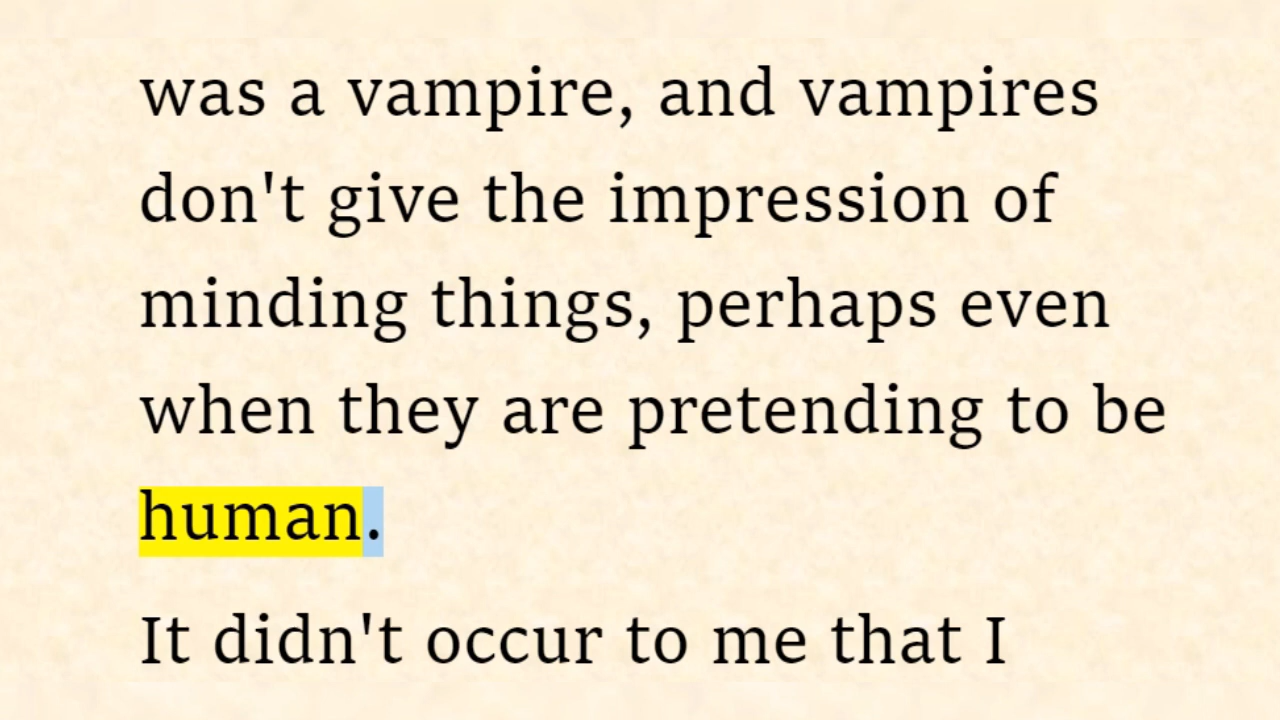 was a vampire, and vampires
don't give the impression of
minding things, perhaps even
when they are pretending to be
human.
It didn't occur to me that I